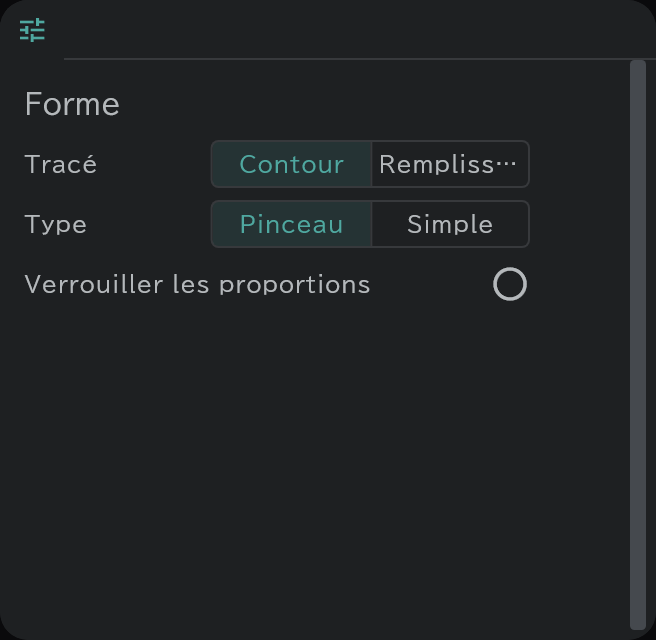 Forme
Tracé Contour Rempliss···
Type Pinceau Simple
Verrouiller les proportions